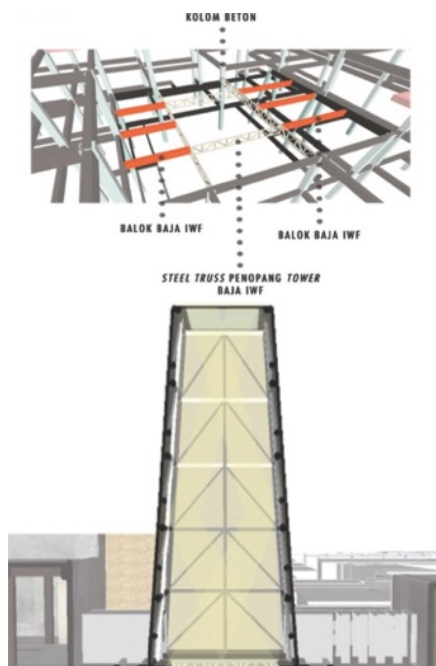 KOLOM BETON
BALOK BAJA IWF
BALOK BAJA IWF
STEEL TRUSS PENOPANG TOWER
BAJA IWF